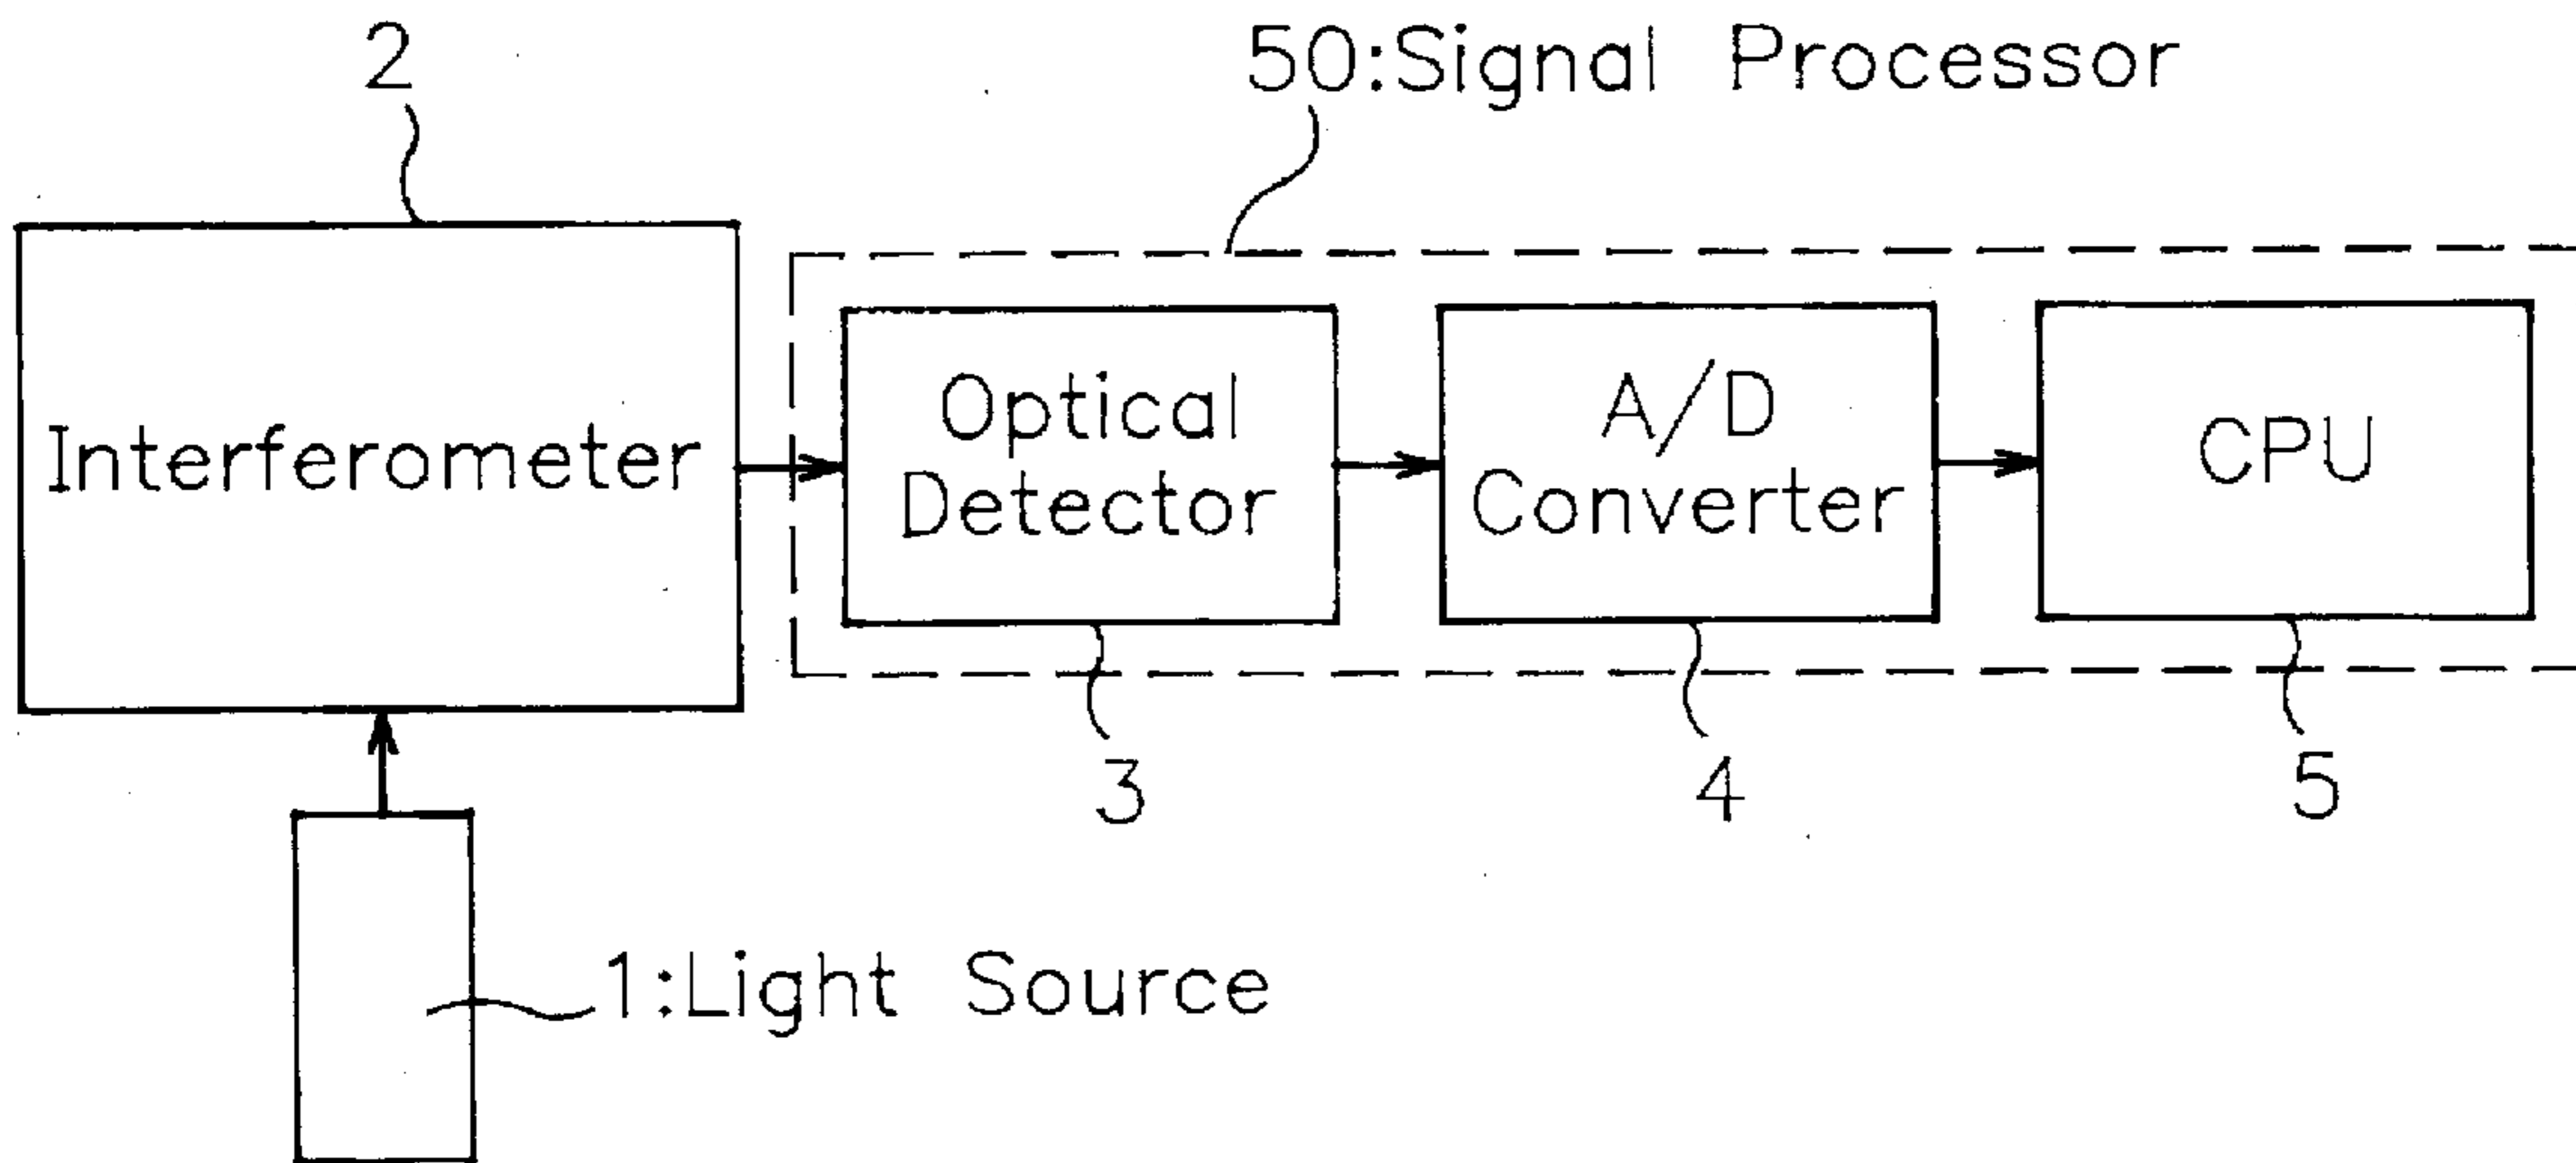 2
50:Signal Processor
Interferometer
Optical
Detector
A/D
Converter
CPU
3
4
5
1:Light Source